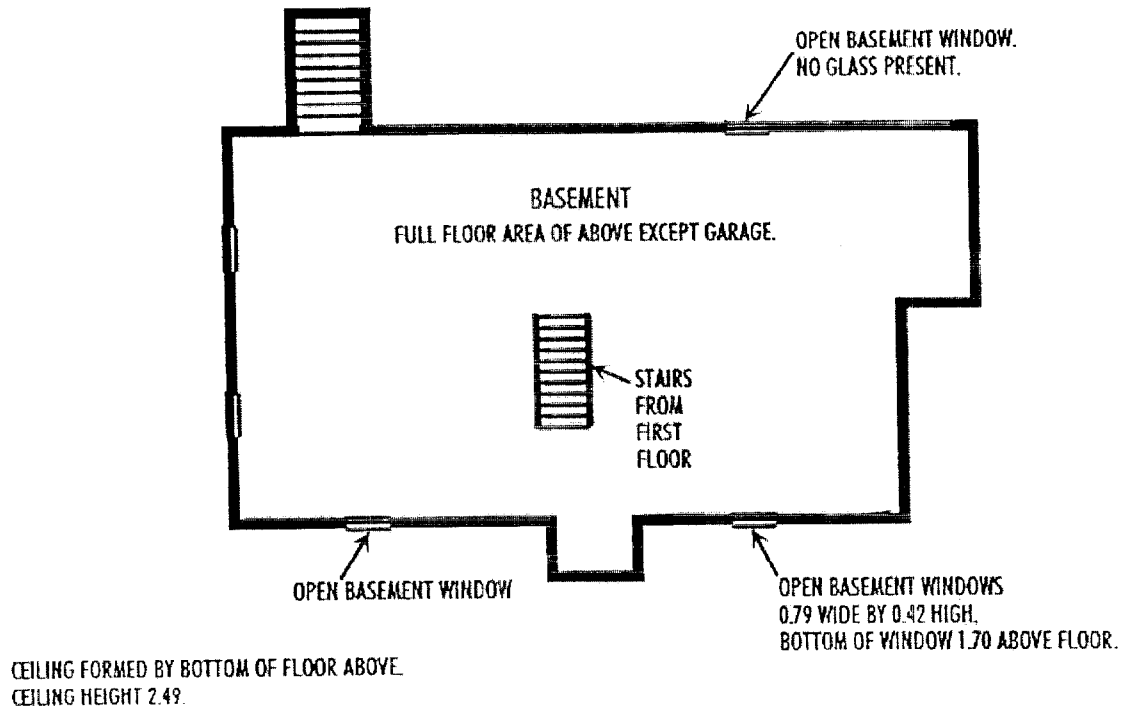 OPEN BASEMENT WINDOW.
NO GLASS PRESENT.
BASEMENT
FULL FLOOR AREA OF ABOVE EXCEPT GARAGE.
STAIRS
FROM
FIRST
FLOOR
OPEN BASEMENT WINDOW
OPEN BASEMENT WINDOWS
0.79 WIDE BY 0.42 HIGH,
BOTTOM OF WINDOW 1.70 ABOVE FLOOR.
CEILING FORMED BY BOTTOM OF FLOOR ABOVE.
CEILING HEIGHT 2.49.